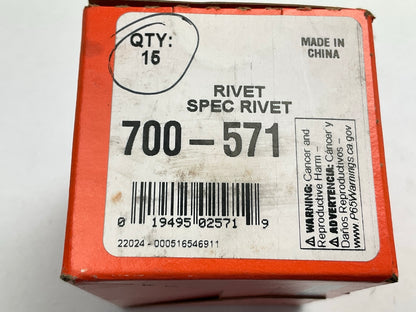 QTY:
15
MADE IN
CHINA
RIVET
SPEC RIVET
700-571
0 19495 02571 9
22024 - 000516546911
⚠ WARNING: Cancer and
Reproductive Harm –
⚠ ADVERTENCIA: Cáncer y
Daños Reproductivos –
www.P65Warnings.ca.gov